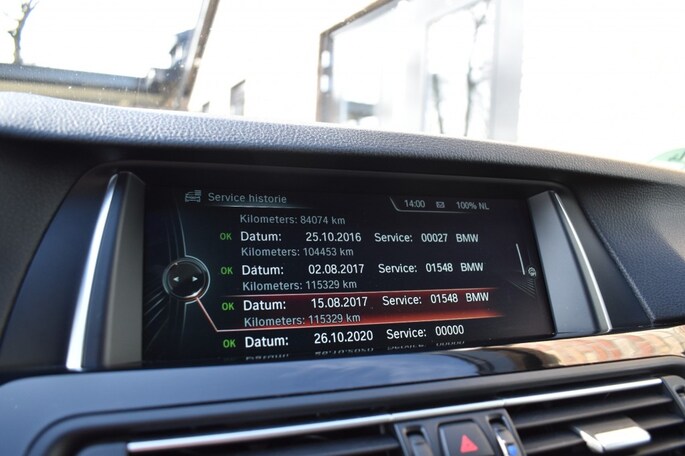 Service historie
14:00 100% NL
Kilometers: 84074 km
OK Datum: 25.10.2016 Service: 00027 BMW
Kilometers: 104453 km
OK Datum: 02.08.2017 Service: 01548 BMW
Kilometers: 115329 km
OK Datum: 15.08.2017 Service: 01548 BMW
Kilometers: 115329 km
OK Datum: 26.10.2020 Service: 00000